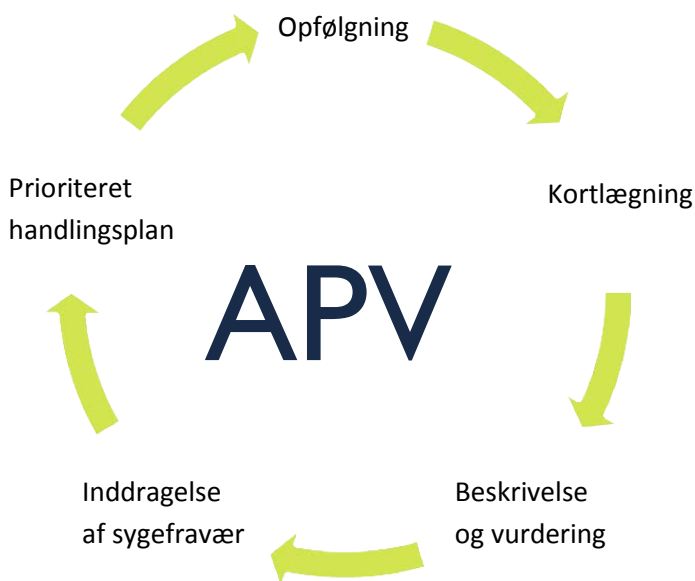 Opfølgning
Kortlægning
Beskrivelse
og vurdering
Inddragelse
af sygefravær
Prioriteret
handlingsplan
APV